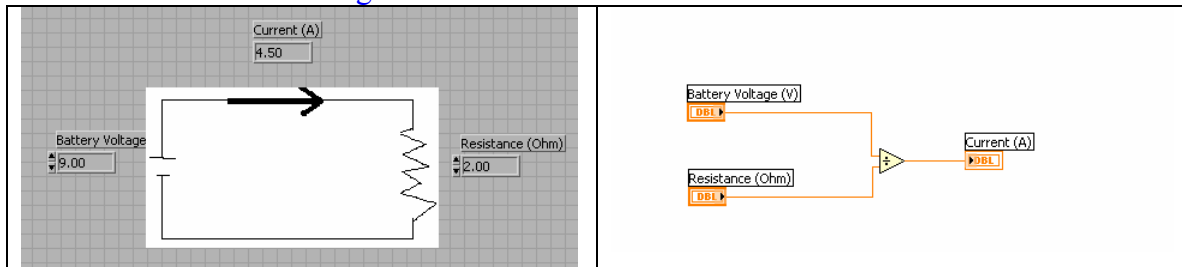 Current (A)
4.50
Battery Voltage
9.00
Resistance (Ohm)
2.00
Battery Voltage (V)
DBL
Resistance (Ohm)
DBL
÷
Current (A)
DBL